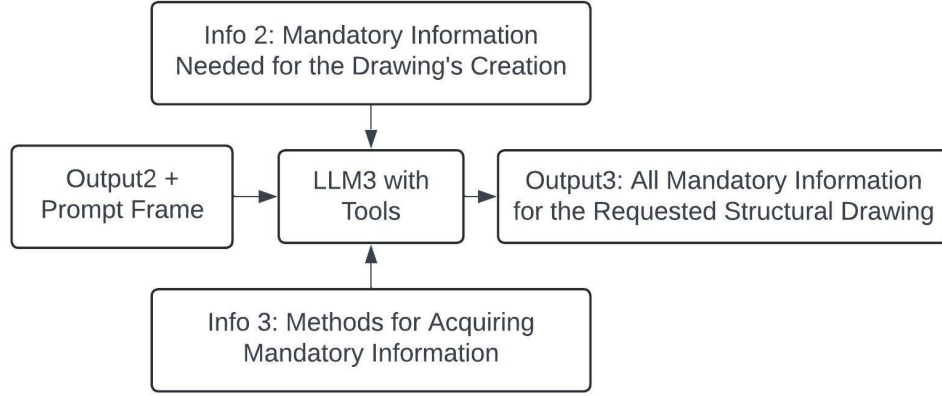 Info 2: Mandatory Information
Needed for the Drawing's Creation
Output2 +
Prompt Frame
LLM3 with
Tools
Output3: All Mandatory Information
for the Requested Structural Drawing
Info 3: Methods for Acquiring
Mandatory Information